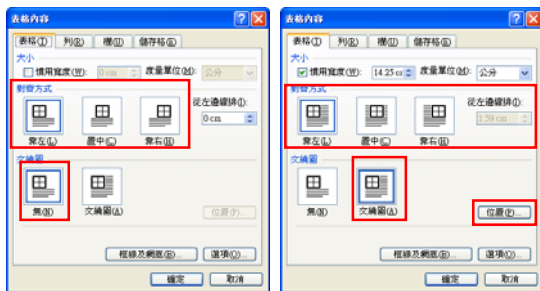 表格內容
表格(T) 列(R) 欄(U) 儲存格(E)
大小
慣用寬度(W): 0 cm 度量單位(M): 公分
對齊方式
從左邊縮排(I):
0 cm
靠左(L) 置中(C) 靠右(H)
文繞圖
無(N) 文繞圖(A) 位置(P)...
框線及網底(B)... 選項(O)...
確定 取消
表格內容
表格(T) 列(R) 欄(U) 儲存格(E)
大小
慣用寬度(W): 14.25 cm 度量單位(M): 公分
對齊方式
從左邊縮排(I):
1.59 cm
靠左(L) 置中(C) 靠右(H)
文繞圖
無(N) 文繞圖(A) 位置(P)...
框線及網底(B)... 選項(O)...
確定 取消